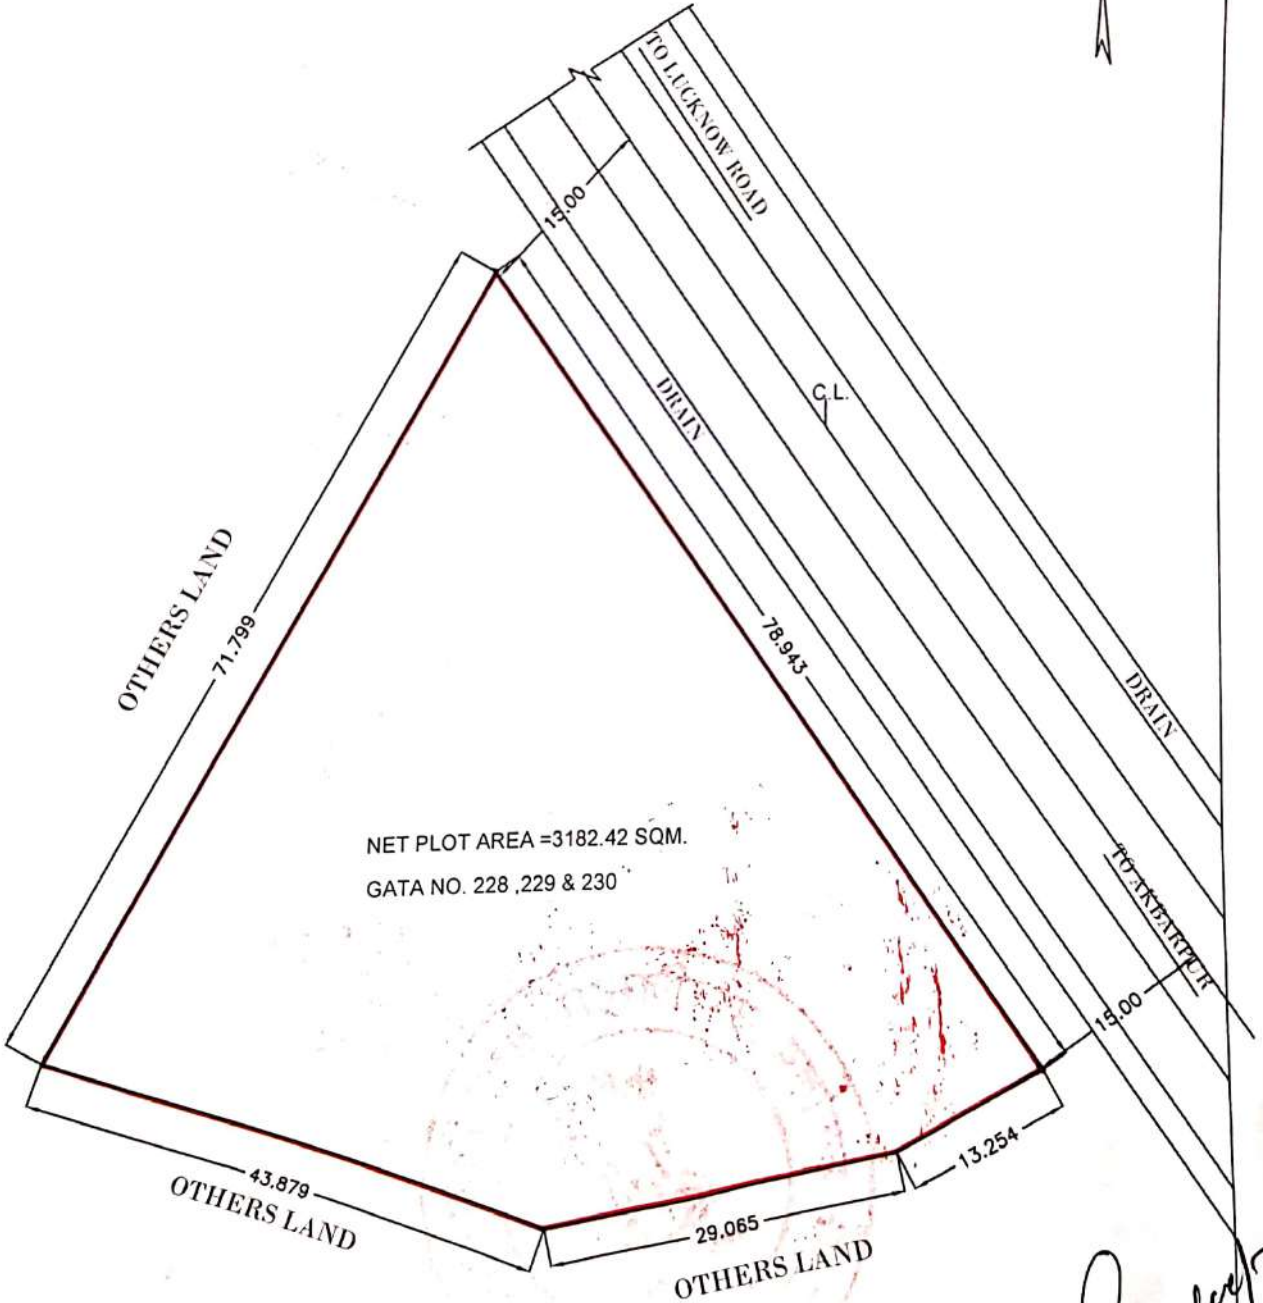 TO LUCKNOW ROAD
15.00
DRAIN
C.L.
OTHERS LAND
71.799
78.943
DRAIN
NET PLOT AREA =3182.42 SQM.
GATA NO. 228 ,229 & 230
TO AKBARPUR
15.00
13.254
43.879
OTHERS LAND
29.065
OTHERS LAND